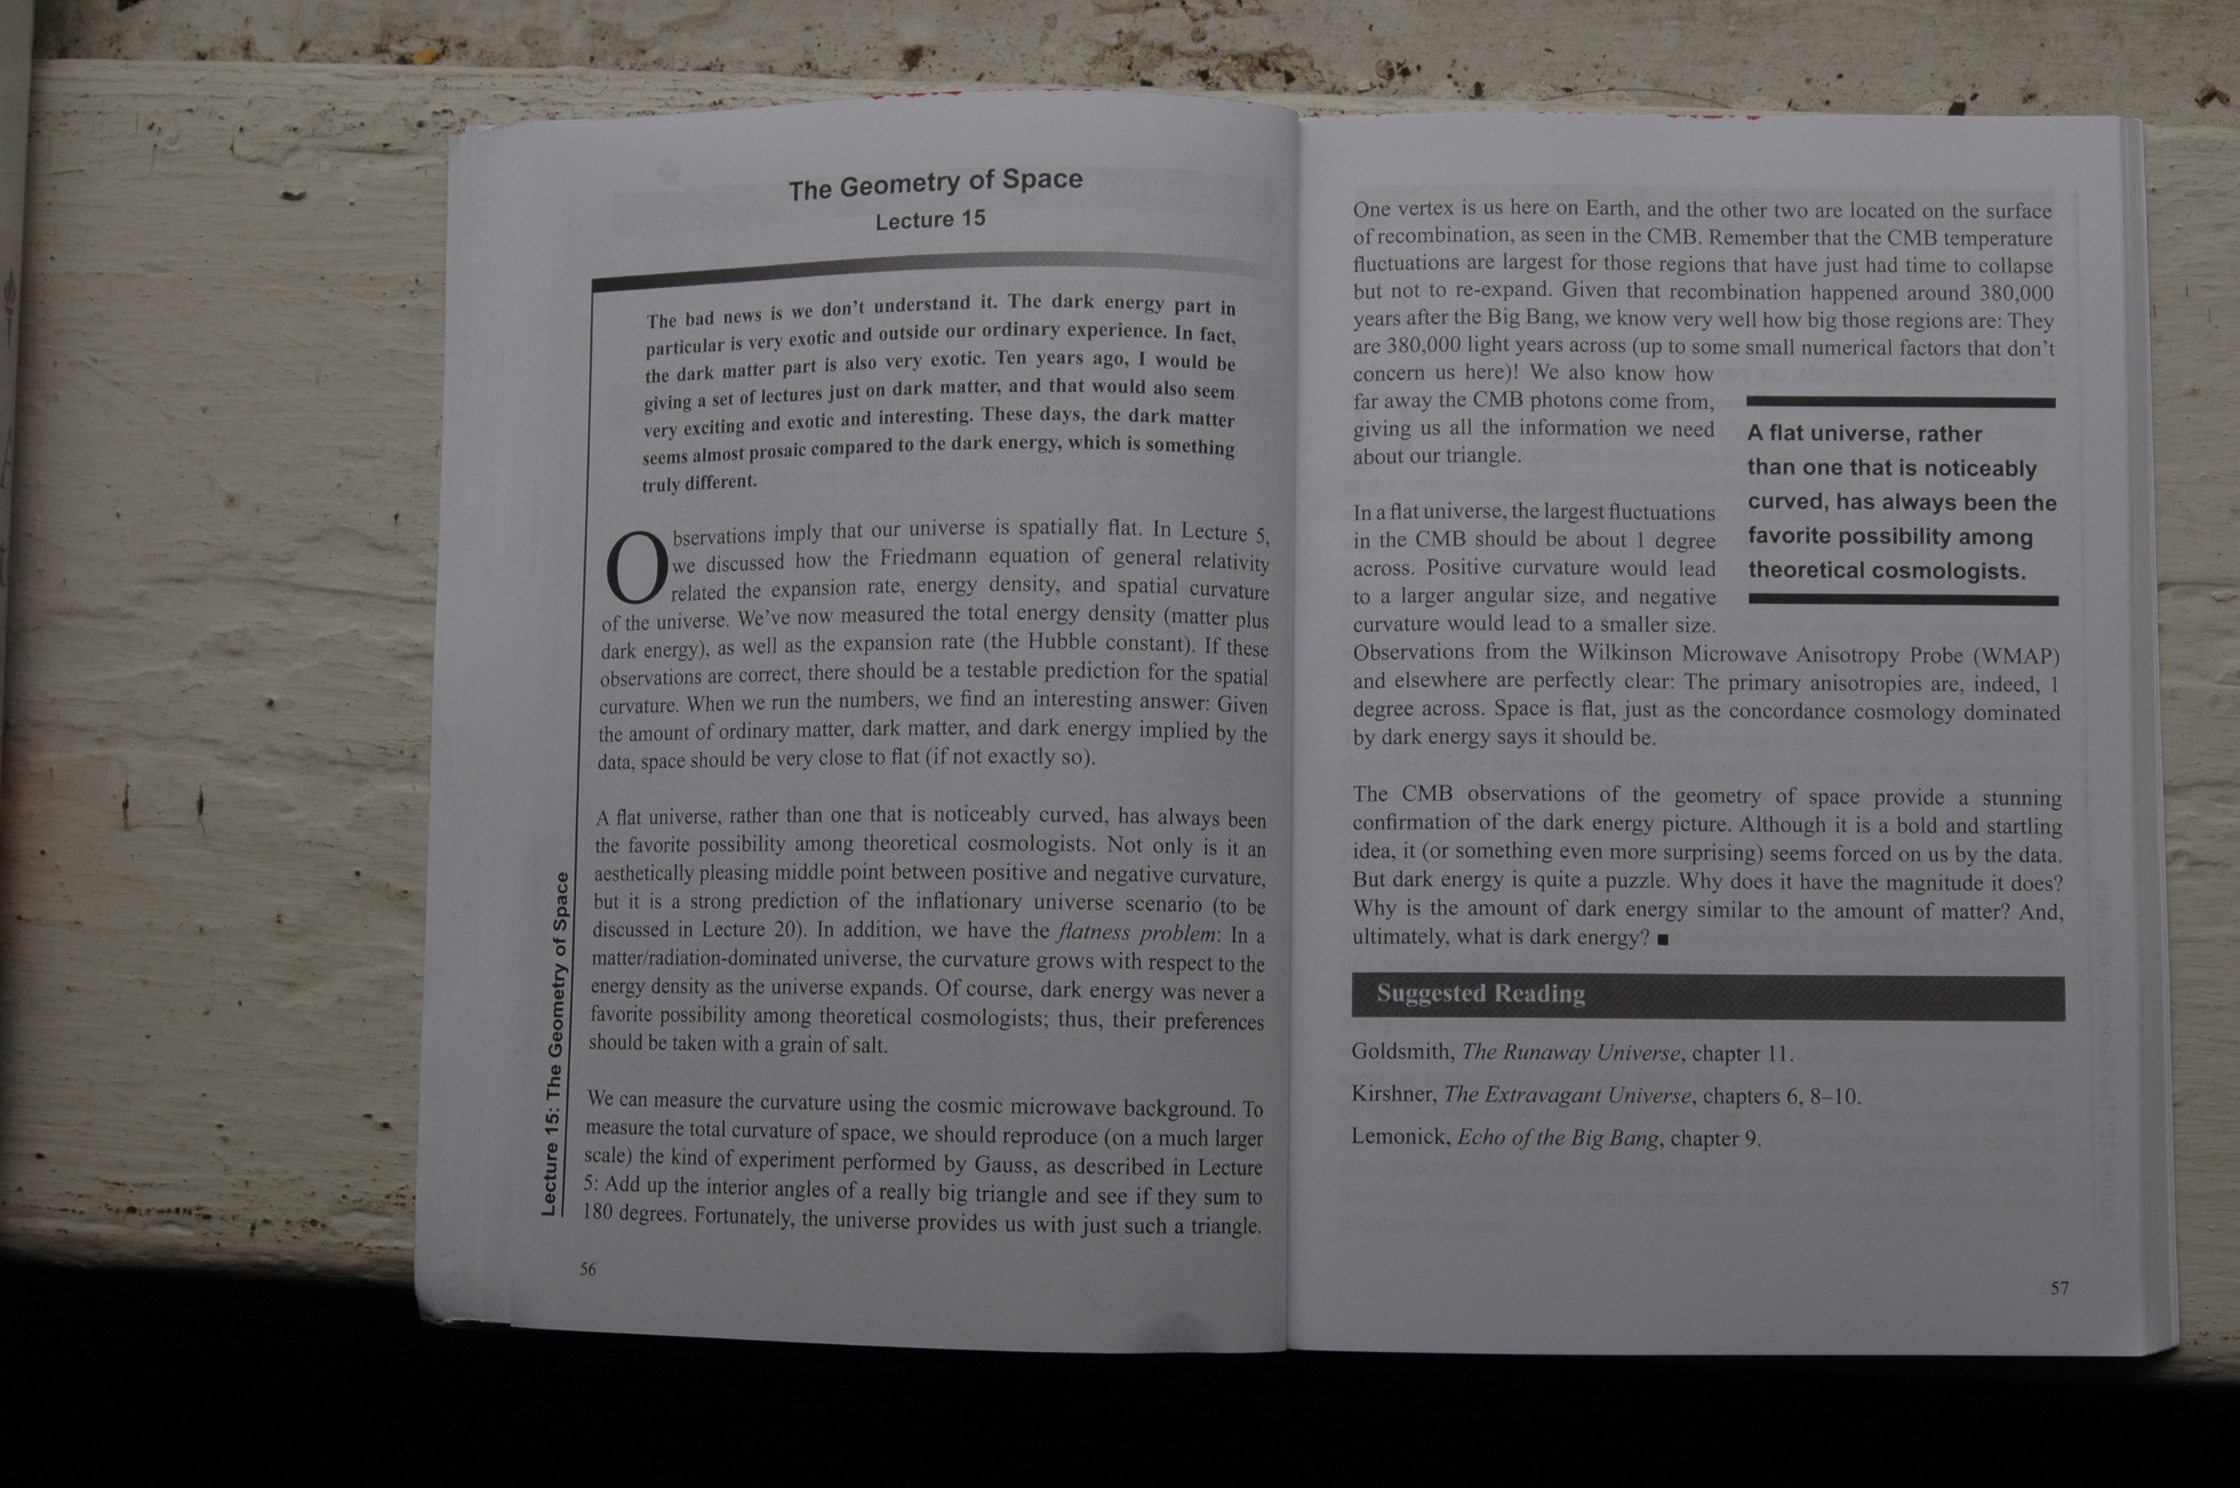 The Geometry of Space
Lecture 15
The bad news is we don't understand it. The dark energy part in
particular is very exotic and outside our ordinary experience. In fact,
the dark matter part is also very exotic. Ten years ago, I would be
giving a set of lectures just on dark matter, and that would also seem
very exciting and exotic and interesting. These days, the dark matter
seems almost prosaic compared to the dark energy, which is something
truly different.
Observations imply that our universe is spatially flat. In Lecture 5,
we discussed how the Friedmann equation of general relativity
related the expansion rate, energy density, and spatial curvature
of the universe. We've now measured the total energy density (matter plus
dark energy), as well as the expansion rate (the Hubble constant). If these
observations are correct, there should be a testable prediction for the spatial
curvature. When we run the numbers, we find an interesting answer: Given
the amount of ordinary matter, dark matter, and dark energy implied by the
data, space should be very close to flat (if not exactly so).
A flat universe, rather than one that is noticeably curved, has always been
the favorite possibility among theoretical cosmologists. Not only is it an
aesthetically pleasing middle point between positive and negative curvature,
but it is a strong prediction of the inflationary universe scenario (to be
discussed in Lecture 20). In addition, we have the flatness problem: In a
matter/radiation-dominated universe, the curvature grows with respect to the
energy density as the universe expands. Of course, dark energy was never a
favorite possibility among theoretical cosmologists; thus, their preferences
should be taken with a grain of salt.
We can measure the curvature using the cosmic microwave background. To
measure the total curvature of space, we should reproduce (on a much larger
scale) the kind of experiment performed by Gauss, as described in Lecture
5: Add up the interior angles of a really big triangle and see if they sum to
180 degrees. Fortunately, the universe provides us with just such a triangle.
Lecture 15: The Geometry of Space
56
One vertex is us here on Earth, and the other two are located on the surface
of recombination, as seen in the CMB. Remember that the CMB temperature
fluctuations are largest for those regions that have just had time to collapse
but not to re-expand. Given that recombination happened around 380,000
years after the Big Bang, we know very well how big those regions are: They
are 380,000 light years across (up to some small numerical factors that don't
concern us here)! We also know how
far away the CMB photons come from,
giving us all the information we need
about our triangle.
A flat universe, rather
than one that is noticeably
curved, has always been the
favorite possibility among
theoretical cosmologists.
In a flat universe, the largest fluctuations
in the CMB should be about 1 degree
across. Positive curvature would lead
to a larger angular size, and negative
curvature would lead to a smaller size.
Observations from the Wilkinson Microwave Anisotropy Probe (WMAP)
and elsewhere are perfectly clear: The primary anisotropies are, indeed, 1
degree across. Space is flat, just as the concordance cosmology dominated
by dark energy says it should be.
The CMB observations of the geometry of space provide a stunning
confirmation of the dark energy picture. Although it is a bold and startling
idea, it (or something even more surprising) seems forced on us by the data.
But dark energy is quite a puzzle. Why does it have the magnitude it does?
Why is the amount of dark energy similar to the amount of matter? And,
ultimately, what is dark energy? ■
Suggested Reading
Goldsmith, The Runaway Universe, chapter 11.
Kirshner, The Extravagant Universe, chapters 6, 8–10.
Lemonick, Echo of the Big Bang, chapter 9.
57